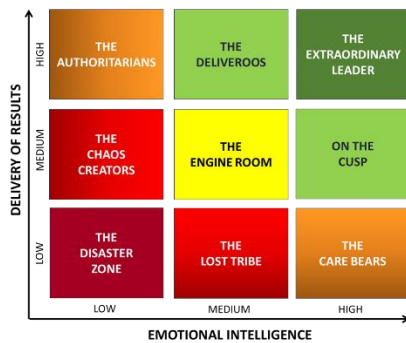 DELIVERY OF RESULTS
HIGH
THE
AUTHORITARIANS
THE
DELIVEROOS
THE
EXTRAORDINARY
LEADER
MEDIUM
THE
CHAOS
CREATORS
THE
ENGINE ROOM
ON THE
CUSP
LOW
THE
DISASTER
ZONE
THE
LOST TRIBE
THE
CARE BEARS
LOW
MEDIUM
HIGH
EMOTIONAL INTELLIGENCE